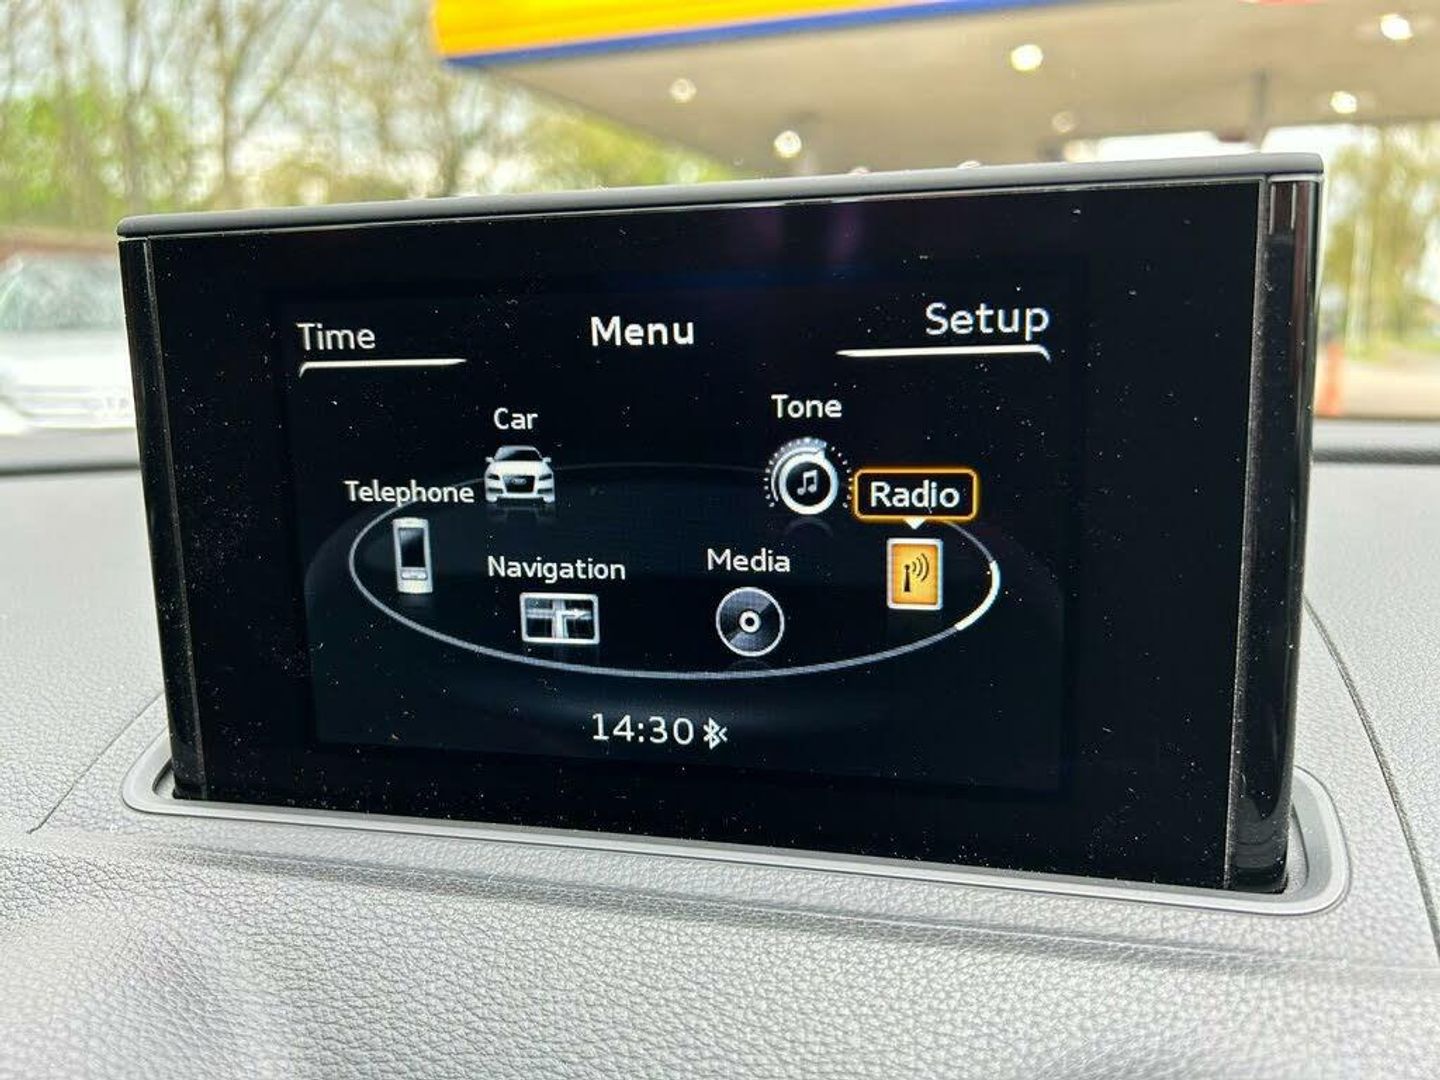 Time
Menu
Setup
Car
Tone
Telephone
Radio
Navigation
Media
14:30